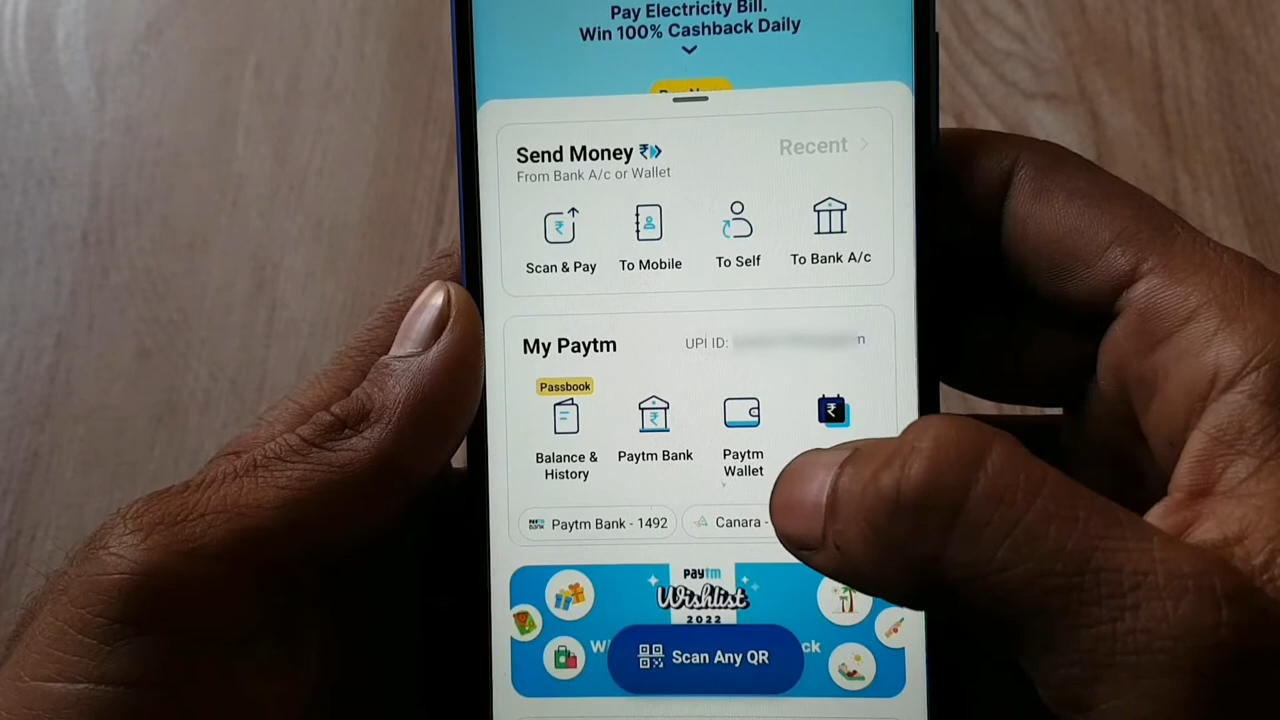 Pay Electricity Bill.
Win 100% Cashback Daily
Send Money
Recent
From Bank A/c or Wallet
Scan & Pay
To Mobile
To Self
To Bank A/c
My Paytm
UPI ID:
n
Passbook
Balance &
History
Paytm Bank
Paytm
Wallet
Paytm Bank - 1492
Canara -
paytm
Wishlist
2022
Scan Any QR